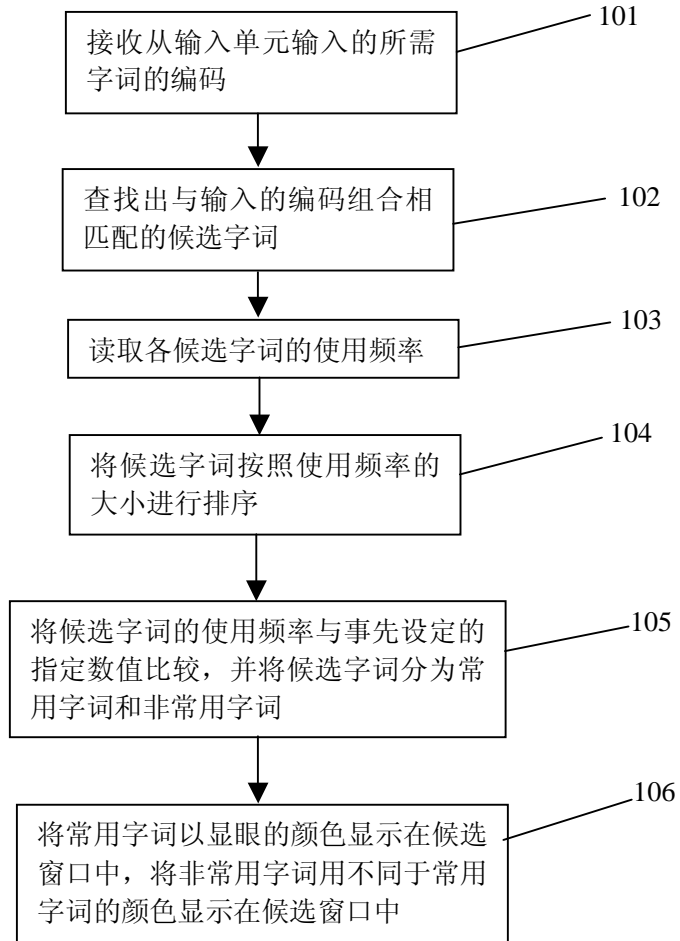 接收从输入单元输入的所需
字词的编码
101
查找出与输入的编码组合相
匹配的候选字词
102
读取各候选字词的使用频率
103
将候选字词按照使用频率的
大小进行排序
104
将候选字词的使用频率与事先设定的
指定数值比较，并将候选字词分为常
用字词和非常用字词
105
将常用字词以显眼的颜色显示在候选
窗口中，将非常用字词用不同于常用
字词的颜色显示在候选窗口中
106